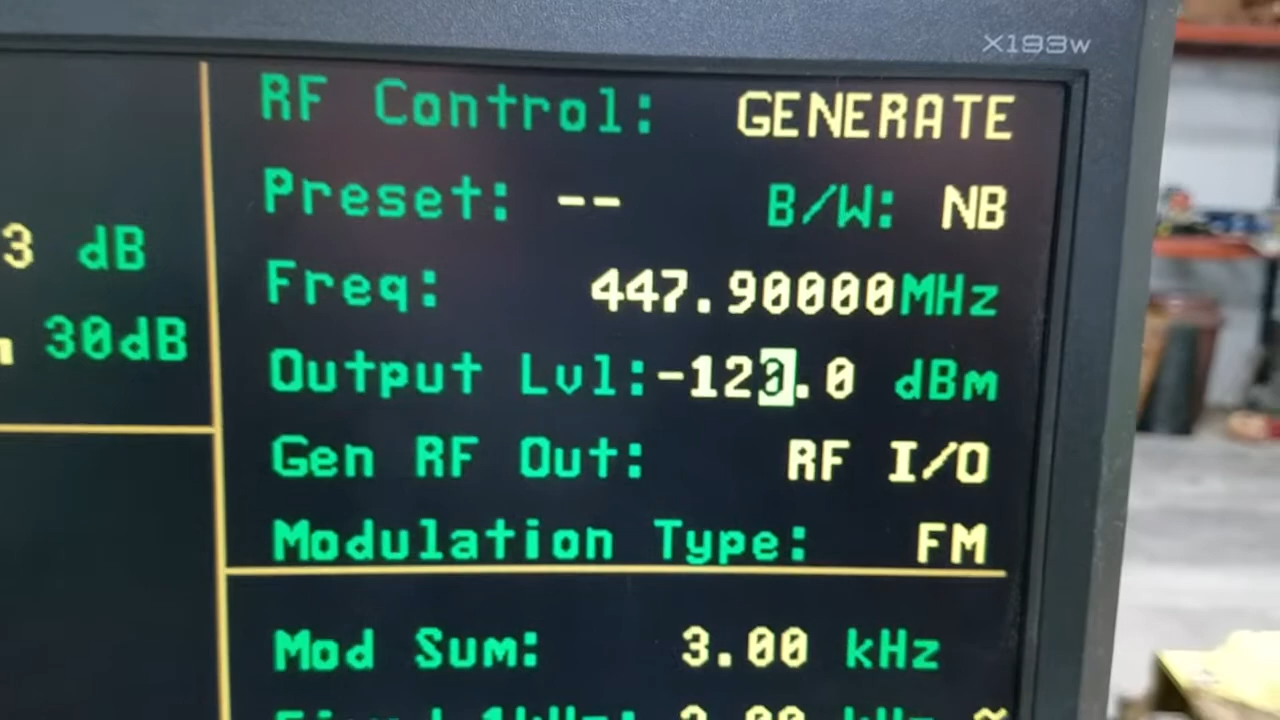 X193w
RF Control: GENERATE
Preset: -- B/W: NB
3 dB
Freq: 447.90000MHz
30dB
Output Lvl:-120.0 dBm
Gen RF Out: RF I/O
Modulation Type: FM
Mod Sum: 3.00 kHz